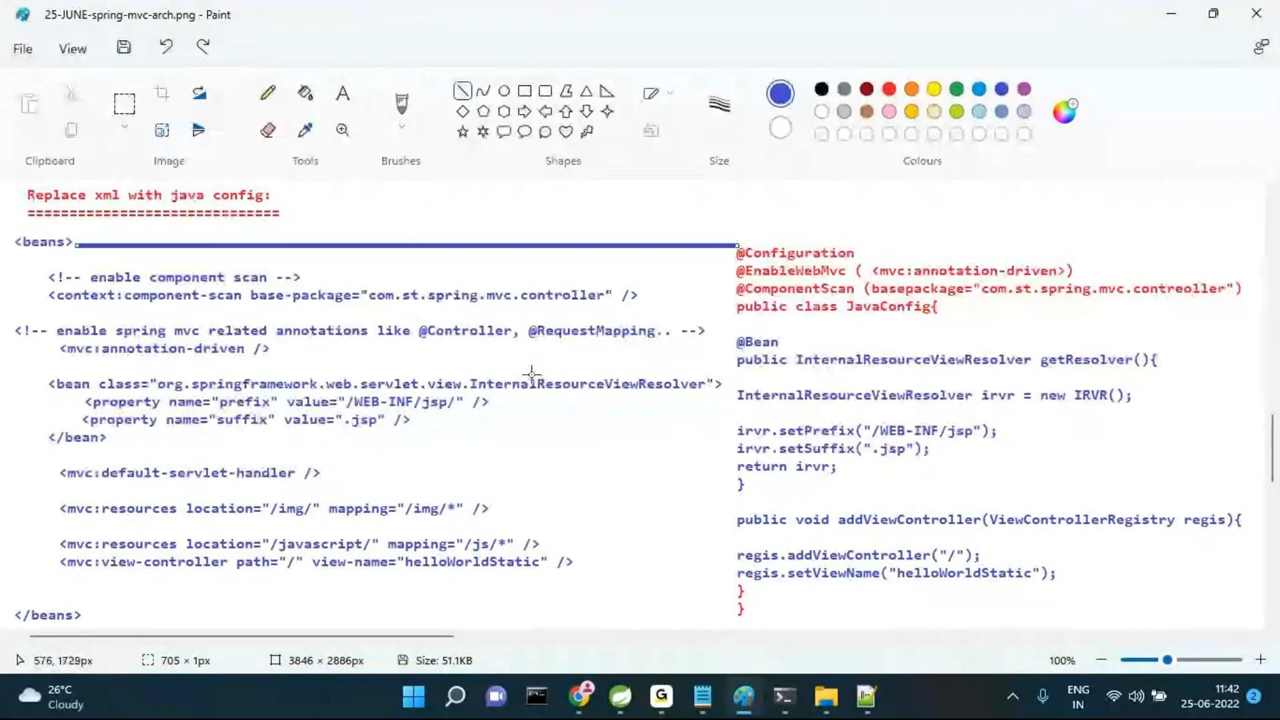 25-JUNE-spring-mvc-arch.png - Paint
File
View
Clipboard
Image
Tools
Brushes
Shapes
Size
Colours
Replace xml with java config:
==============================
<beans>
<!-- enable component scan -->
<context:component-scan base-package="com.st.spring.mvc.controller" />
<!-- enable spring mvc related annotations like @Controller, @RequestMapping.. -->
<mvc:annotation-driven />
<bean class="org.springframework.web.servlet.view.InternalResourceViewResolver">
<property name="prefix" value="/WEB-INF/jsp/" />
<property name="suffix" value=".jsp" />
</bean>
<mvc:default-servlet-handler />
<mvc:resources location="/img/" mapping="/img/*" />
<mvc:resources location="/javascript/" mapping="/js/*" />
<mvc:view-controller path="/" view-name="helloWorldStatic" />
</beans>
@Configuration
@EnableWebMvc ( <mvc:annotation-driven>)
@ComponentScan (basepackage="com.st.spring.mvc.contreoller")
public class JavaConfig{
@Bean
public InternalResourceViewResolver getResolver(){
InternalResourceViewResolver irvr = new IRVR();
irvr.setPrefix("/WEB-INF/jsp");
irvr.setSuffix(".jsp");
return irvr;
}
public void addViewController(ViewControllerRegistry regis){
regis.addViewController("/");
regis.setViewName("helloWorldStatic");
}
}
576, 1729px
705 × 1px
3846 × 2886px
Size: 51.1KB
100%
26°C
Cloudy
ENG
IN
11:42
25-06-2022
2